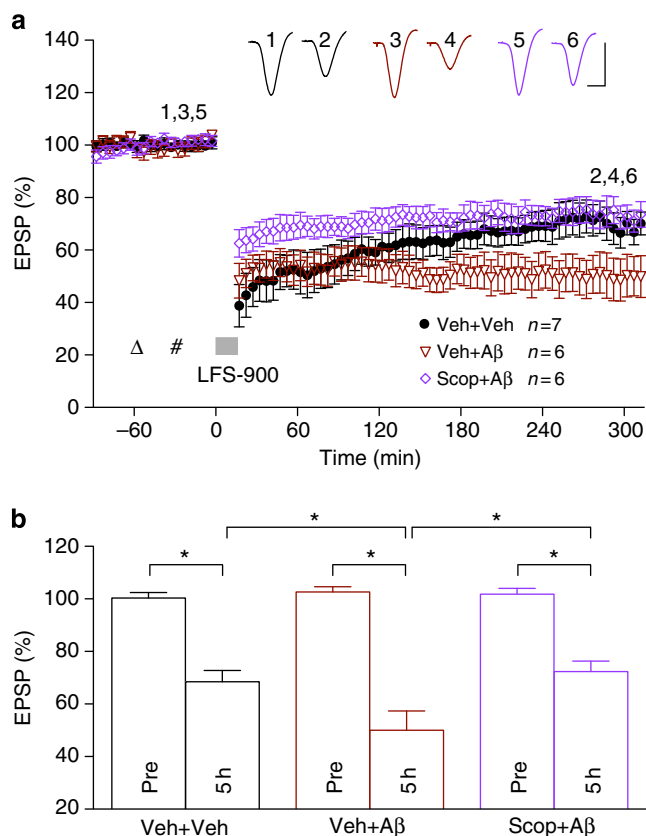 a
140
120
100
80
60
40
20
0
EPSP (%)
1 2 3 4 5 6
1,3,5
2,4,6
Veh+Veh n=7
Veh+Aβ n=6
Scop+Aβ n=6
Δ #
LFS-900
–60 0 60 120 180 240 300
Time (min)
b
* *
* * *
120
100
80
60
40
20
EPSP (%)
Pre 5 h Pre 5 h Pre 5 h
Veh+Veh Veh+Aβ Scop+Aβ